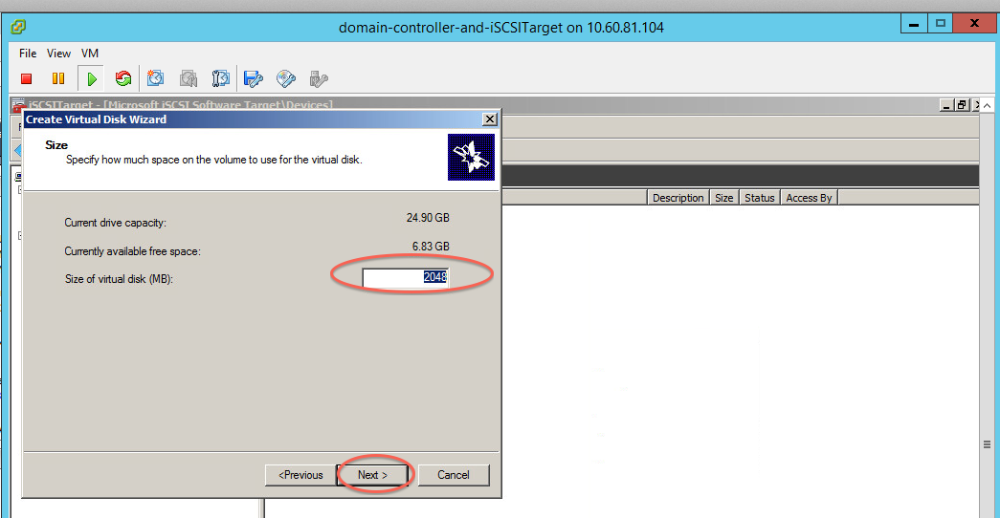 domain-controller-and-iSCSITarget on 10.60.81.104
File View VM
iSCSITarget - [Microsoft iSCSI Software Target\Devices]
Create Virtual Disk Wizard
Size
Specify how much space on the volume to use for the virtual disk.
Description Size Status Access By
Current drive capacity: 24.90 GB
Currently available free space: 6.83 GB
Size of virtual disk (MB): 2048
<Previous Next > Cancel